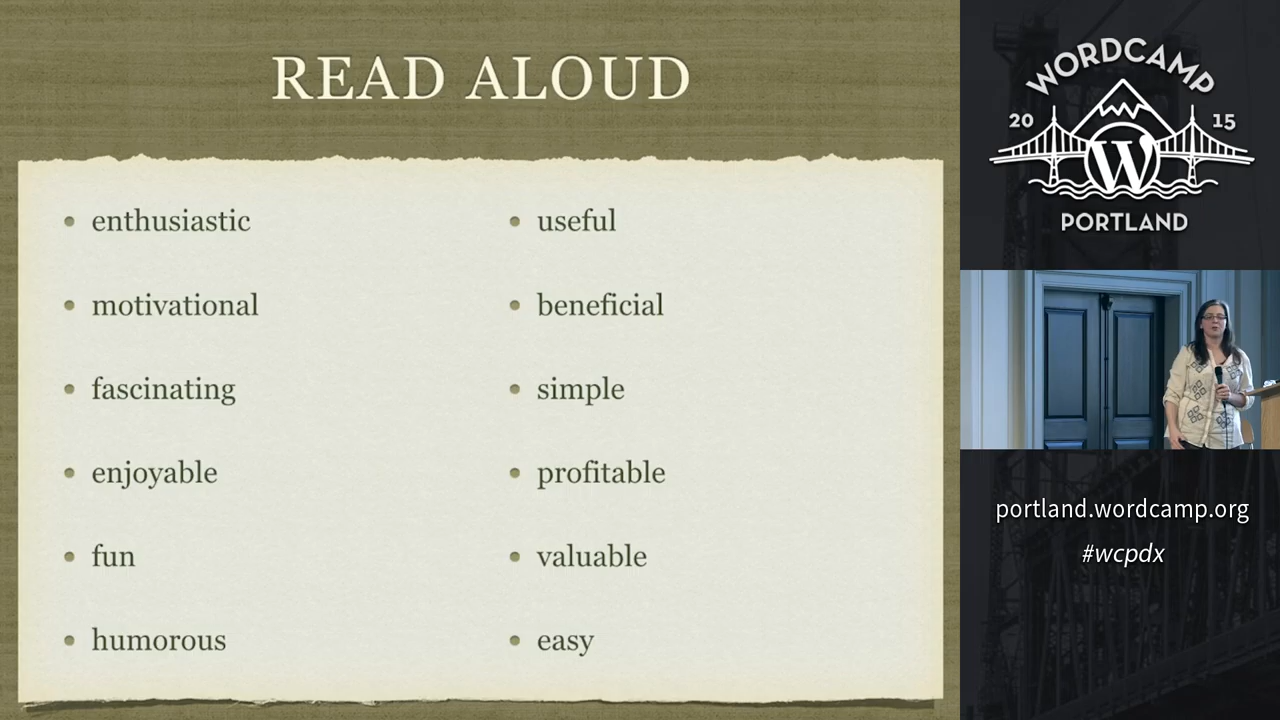 READ ALOUD
enthusiastic
motivational
fascinating
enjoyable
fun
humorous
useful
beneficial
simple
profitable
valuable
easy
WORDCAMP
20 15
W
PORTLAND
portland.wordcamp.org
#wcpdx